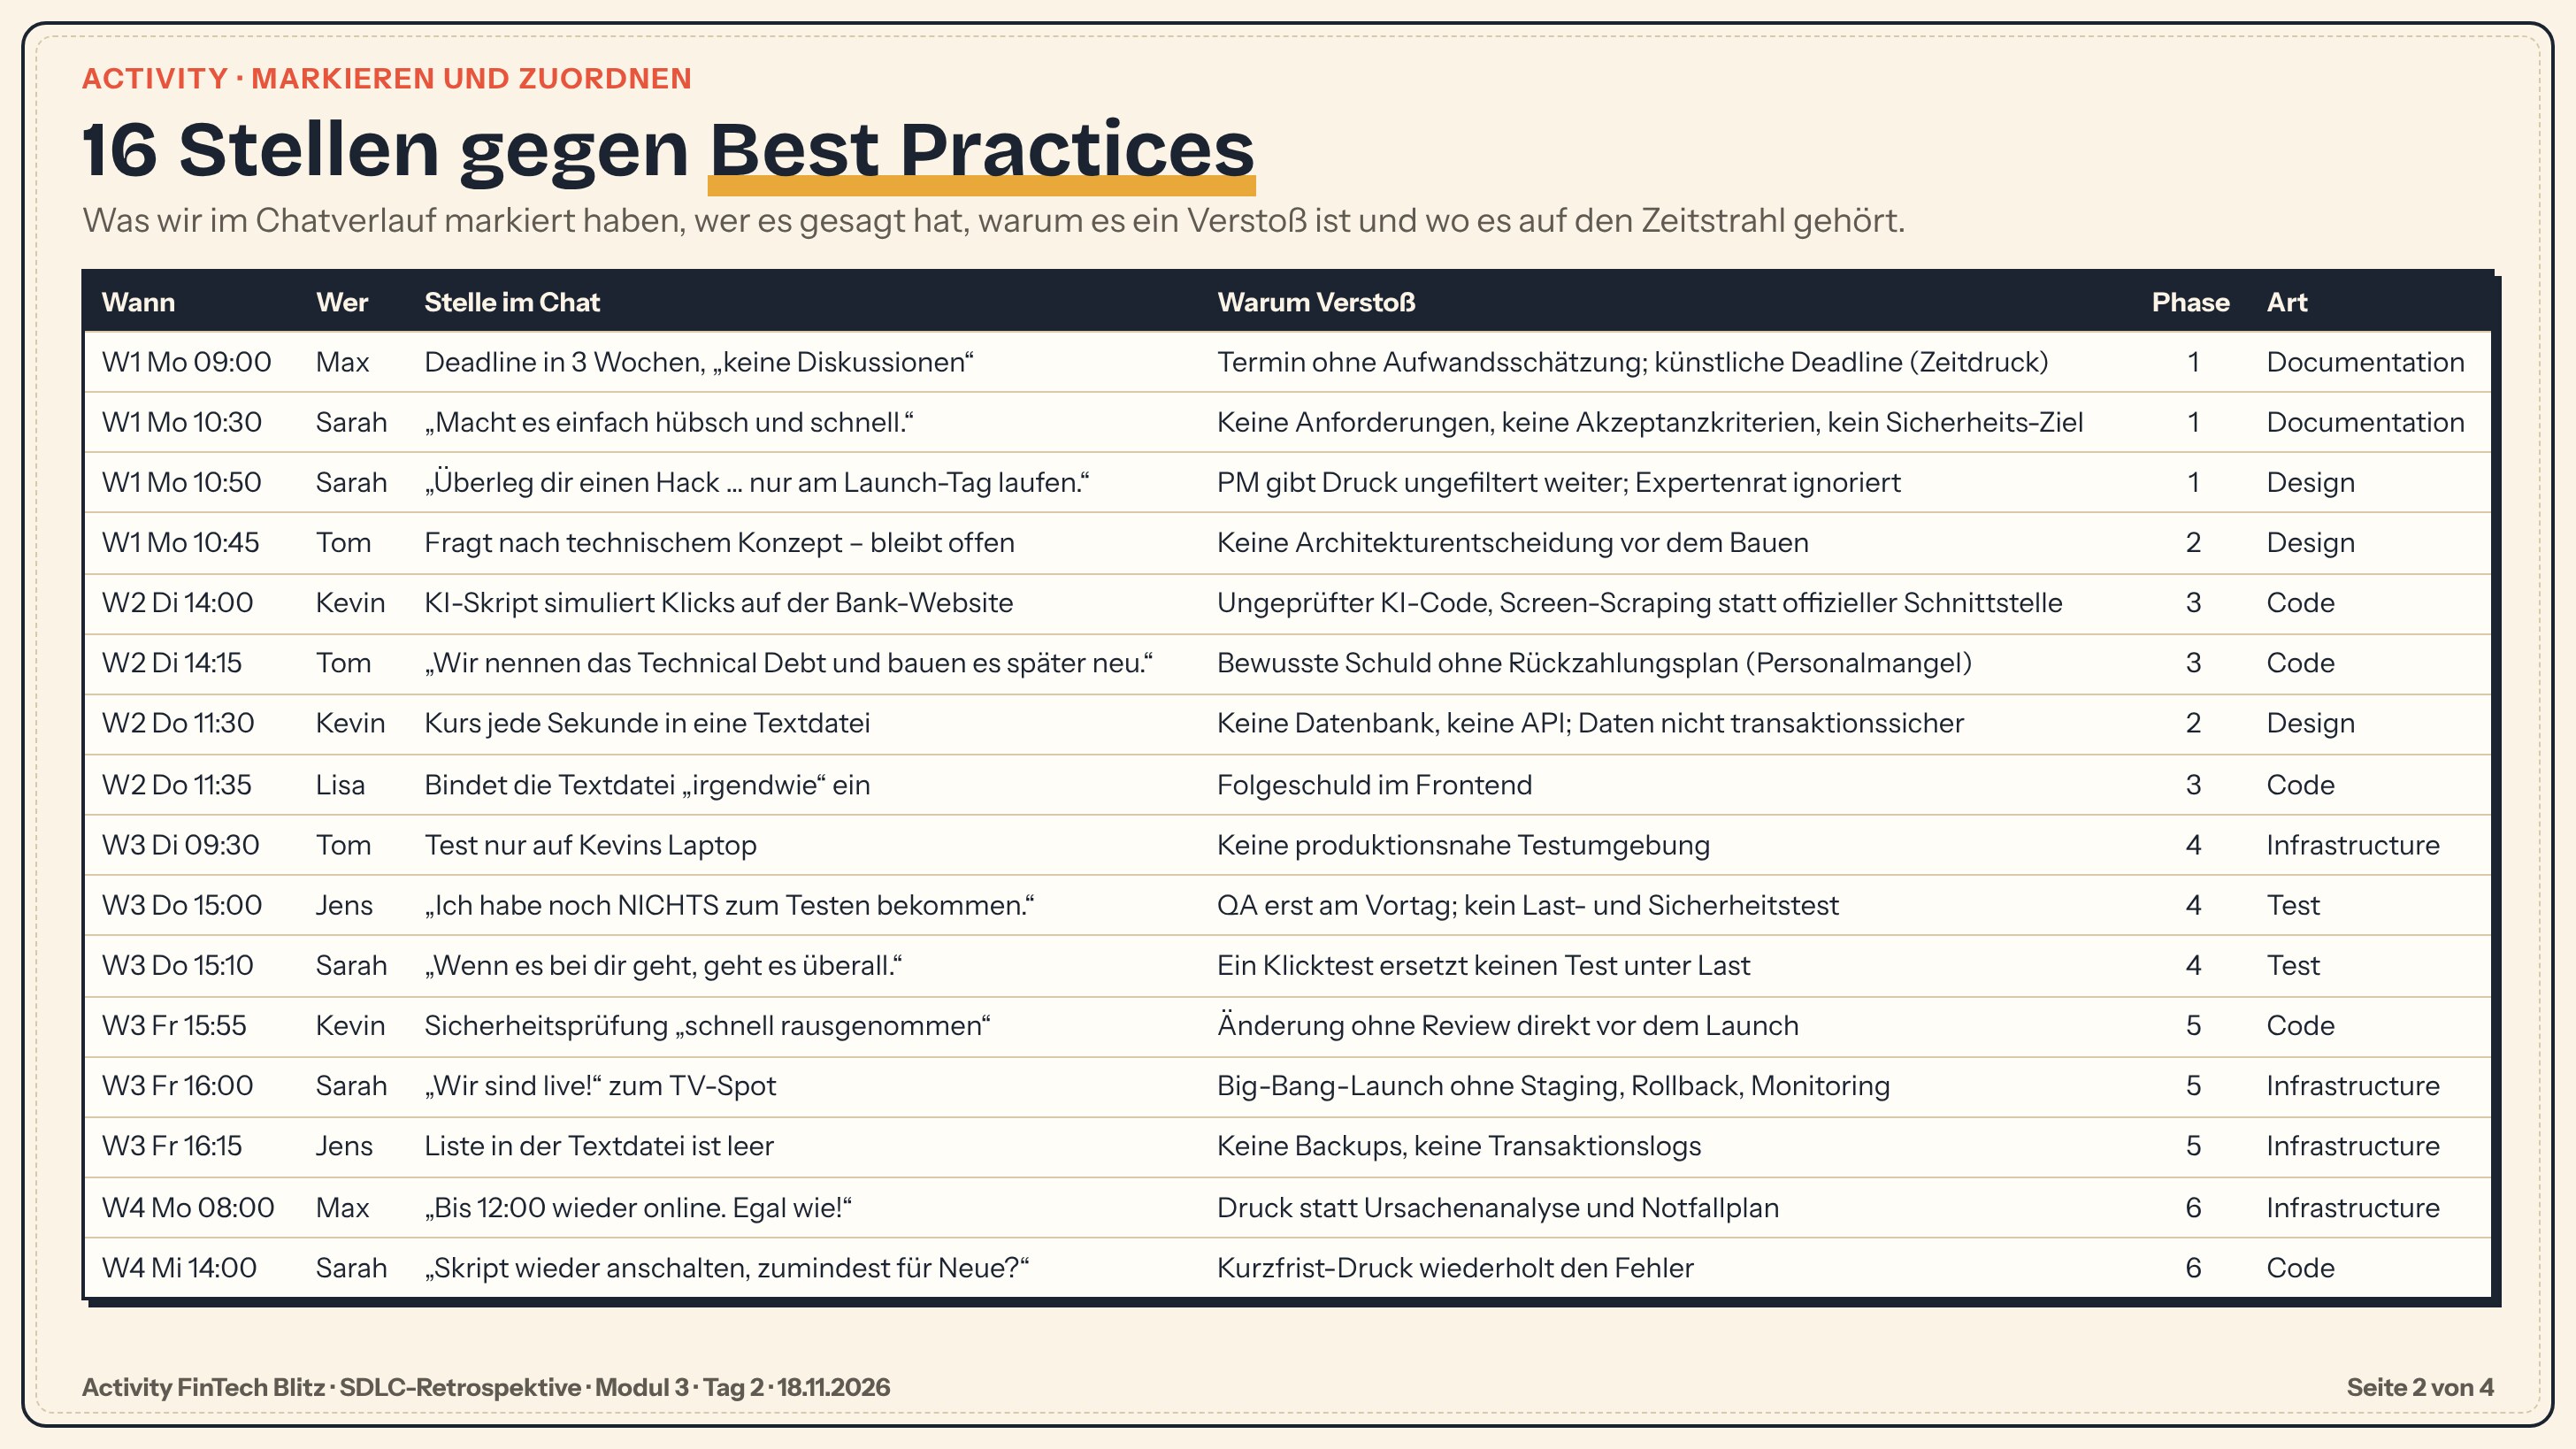 ACTIVITY · MARKIEREN UND ZUORDNEN
16 Stellen gegen Best Practices
Was wir im Chatverlauf markiert haben, wer es gesagt hat, warum es ein Verstoß ist und wo es auf den Zeitstrahl gehört.
Wann Wer Stelle im Chat Warum Verstoß Phase Art
W1 Mo 09:00 Max Deadline in 3 Wochen, „keine Diskussionen“ Termin ohne Aufwandsschätzung; künstliche Deadline (Zeitdruck) 1 Documentation
W1 Mo 10:30 Sarah „Macht es einfach hübsch und schnell.“ Keine Anforderungen, keine Akzeptanzkriterien, kein Sicherheits-Ziel 1 Documentation
W1 Mo 10:50 Sarah „Überleg dir einen Hack … nur am Launch-Tag laufen.“ PM gibt Druck ungefiltert weiter; Expertenrat ignoriert 1 Design
W1 Mo 10:45 Tom Fragt nach technischem Konzept – bleibt offen Keine Architekturentscheidung vor dem Bauen 2 Design
W2 Di 14:00 Kevin KI-Skript simuliert Klicks auf der Bank-Website Ungeprüfter KI-Code, Screen-Scraping statt offizieller Schnittstelle 3 Code
W2 Di 14:15 Tom „Wir nennen das Technical Debt und bauen es später neu.“ Bewusste Schuld ohne Rückzahlungsplan (Personalmangel) 3 Code
W2 Do 11:30 Kevin Kurs jede Sekunde in eine Textdatei Keine Datenbank, keine API; Daten nicht transaktionssicher 2 Design
W2 Do 11:35 Lisa Bindet die Textdatei „irgendwie“ ein Folgeschuld im Frontend 3 Code
W3 Di 09:30 Tom Test nur auf Kevins Laptop Keine produktionsnahe Testumgebung 4 Infrastructure
W3 Do 15:00 Jens „Ich habe noch NICHTS zum Testen bekommen.“ QA erst am Vortag; kein Last- und Sicherheitstest 4 Test
W3 Do 15:10 Sarah „Wenn es bei dir geht, geht es überall.“ Ein Klicktest ersetzt keinen Test unter Last 4 Test
W3 Fr 15:55 Kevin Sicherheitsprüfung „schnell rausgenommen“ Änderung ohne Review direkt vor dem Launch 5 Code
W3 Fr 16:00 Sarah „Wir sind live!“ zum TV-Spot Big-Bang-Launch ohne Staging, Rollback, Monitoring 5 Infrastructure
W3 Fr 16:15 Jens Liste in der Textdatei ist leer Keine Backups, keine Transaktionslogs 5 Infrastructure
W4 Mo 08:00 Max „Bis 12:00 wieder online. Egal wie!“ Druck statt Ursachenanalyse und Notfallplan 6 Infrastructure
W4 Mi 14:00 Sarah „Skript wieder anschalten, zumindest für Neue?“ Kurzfrist-Druck wiederholt den Fehler 6 Code
Activity FinTech Blitz · SDLC-Retrospektive · Modul 3 · Tag 2 · 18.11.2026 Seite 2 von 4